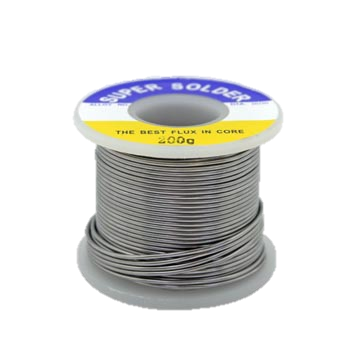 SUPER SOLDER
THE BEST FLUX IN CORE
200g